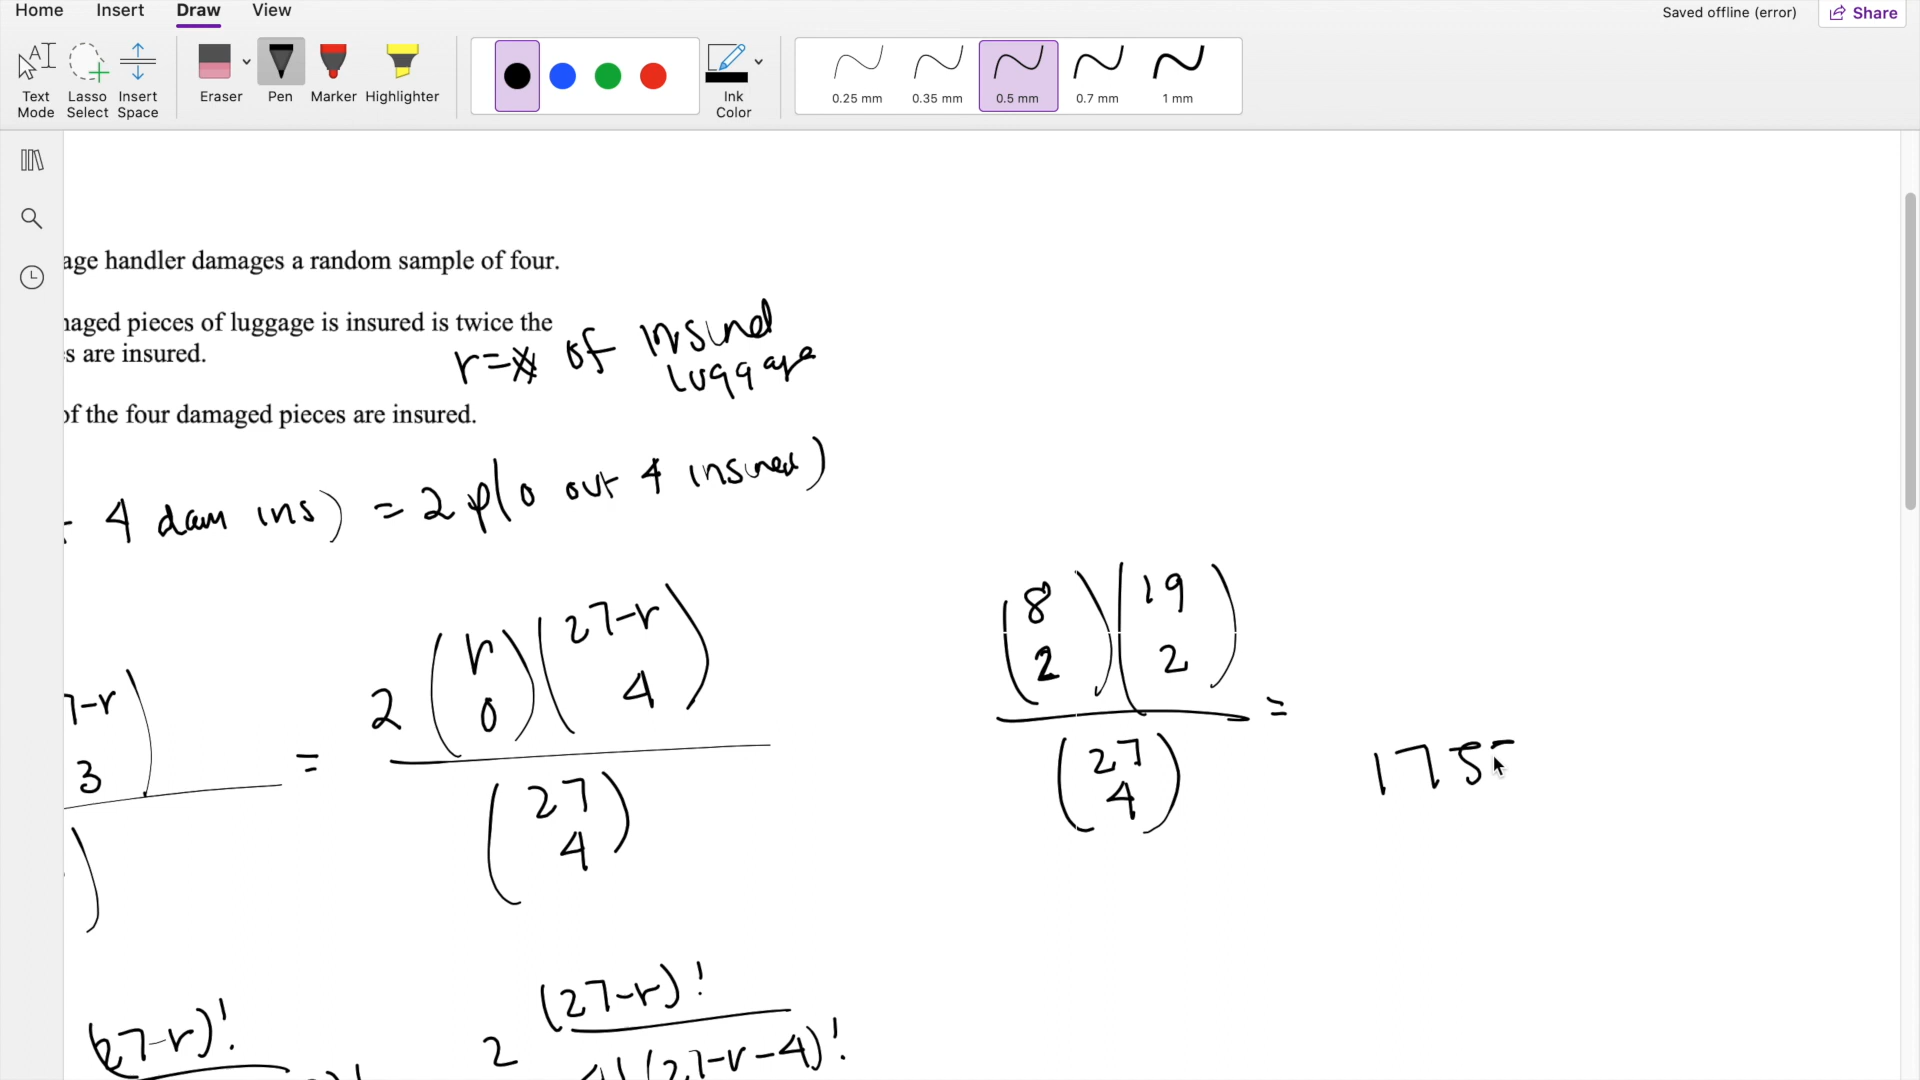 Home Insert Draw View
Saved offline (error) Share
Text Mode
Lasso Select
Insert Space
Eraser
Pen
Marker
Highlighter
Ink Color
0.25 mm
0.35 mm
0.5 mm
0.7 mm
1 mm
age handler damages a random sample of four.
naged pieces of luggage is insured is twice the
s are insured.
r = # of insured
luggage
of the four damaged pieces are insured.
4 dam ins) = 2 p(0 out 4 insured)
7-r
3
)
=
2 (r 0)(27-r 4)
(27 4)
(8 2)(19 2)
(27 4)
=
175
(27-r)!
2 (27-r)!
4!(27-r-4)!